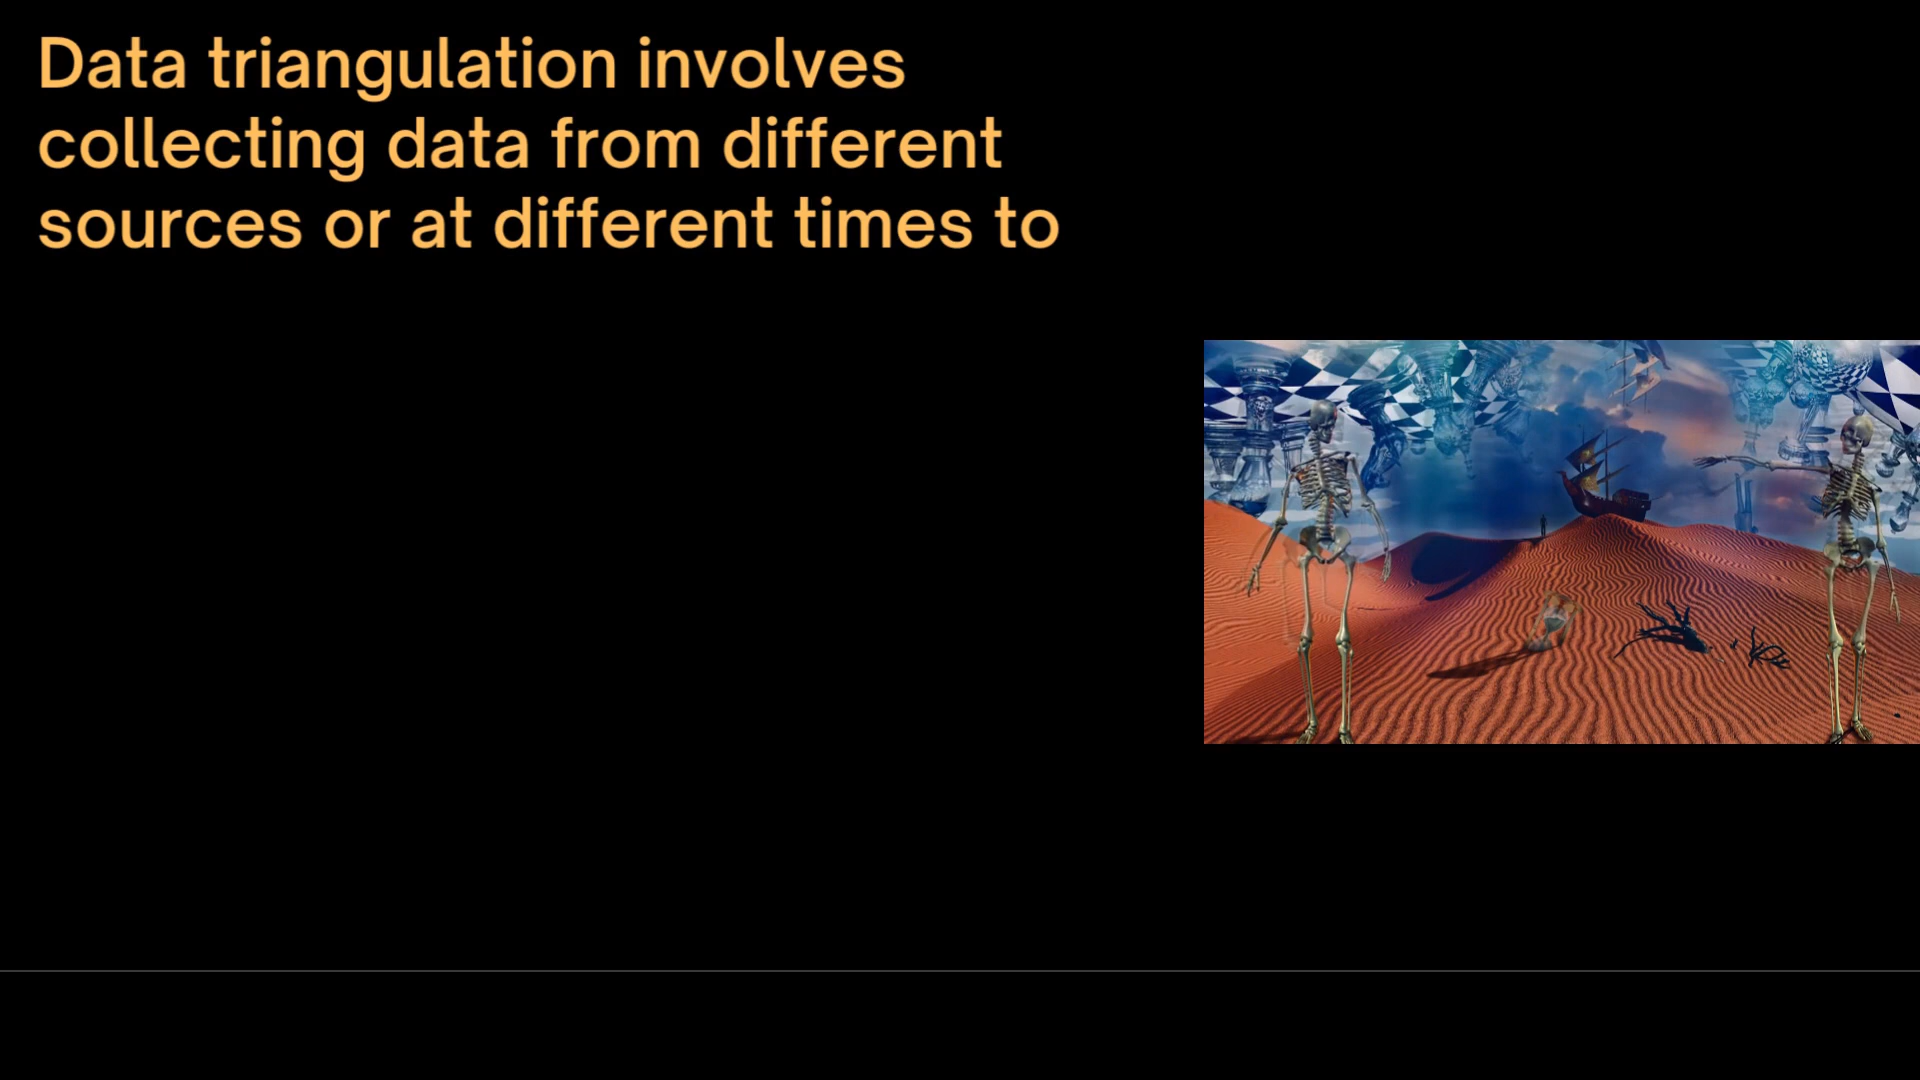 Data triangulation involves
collecting data from different
sources or at different times to